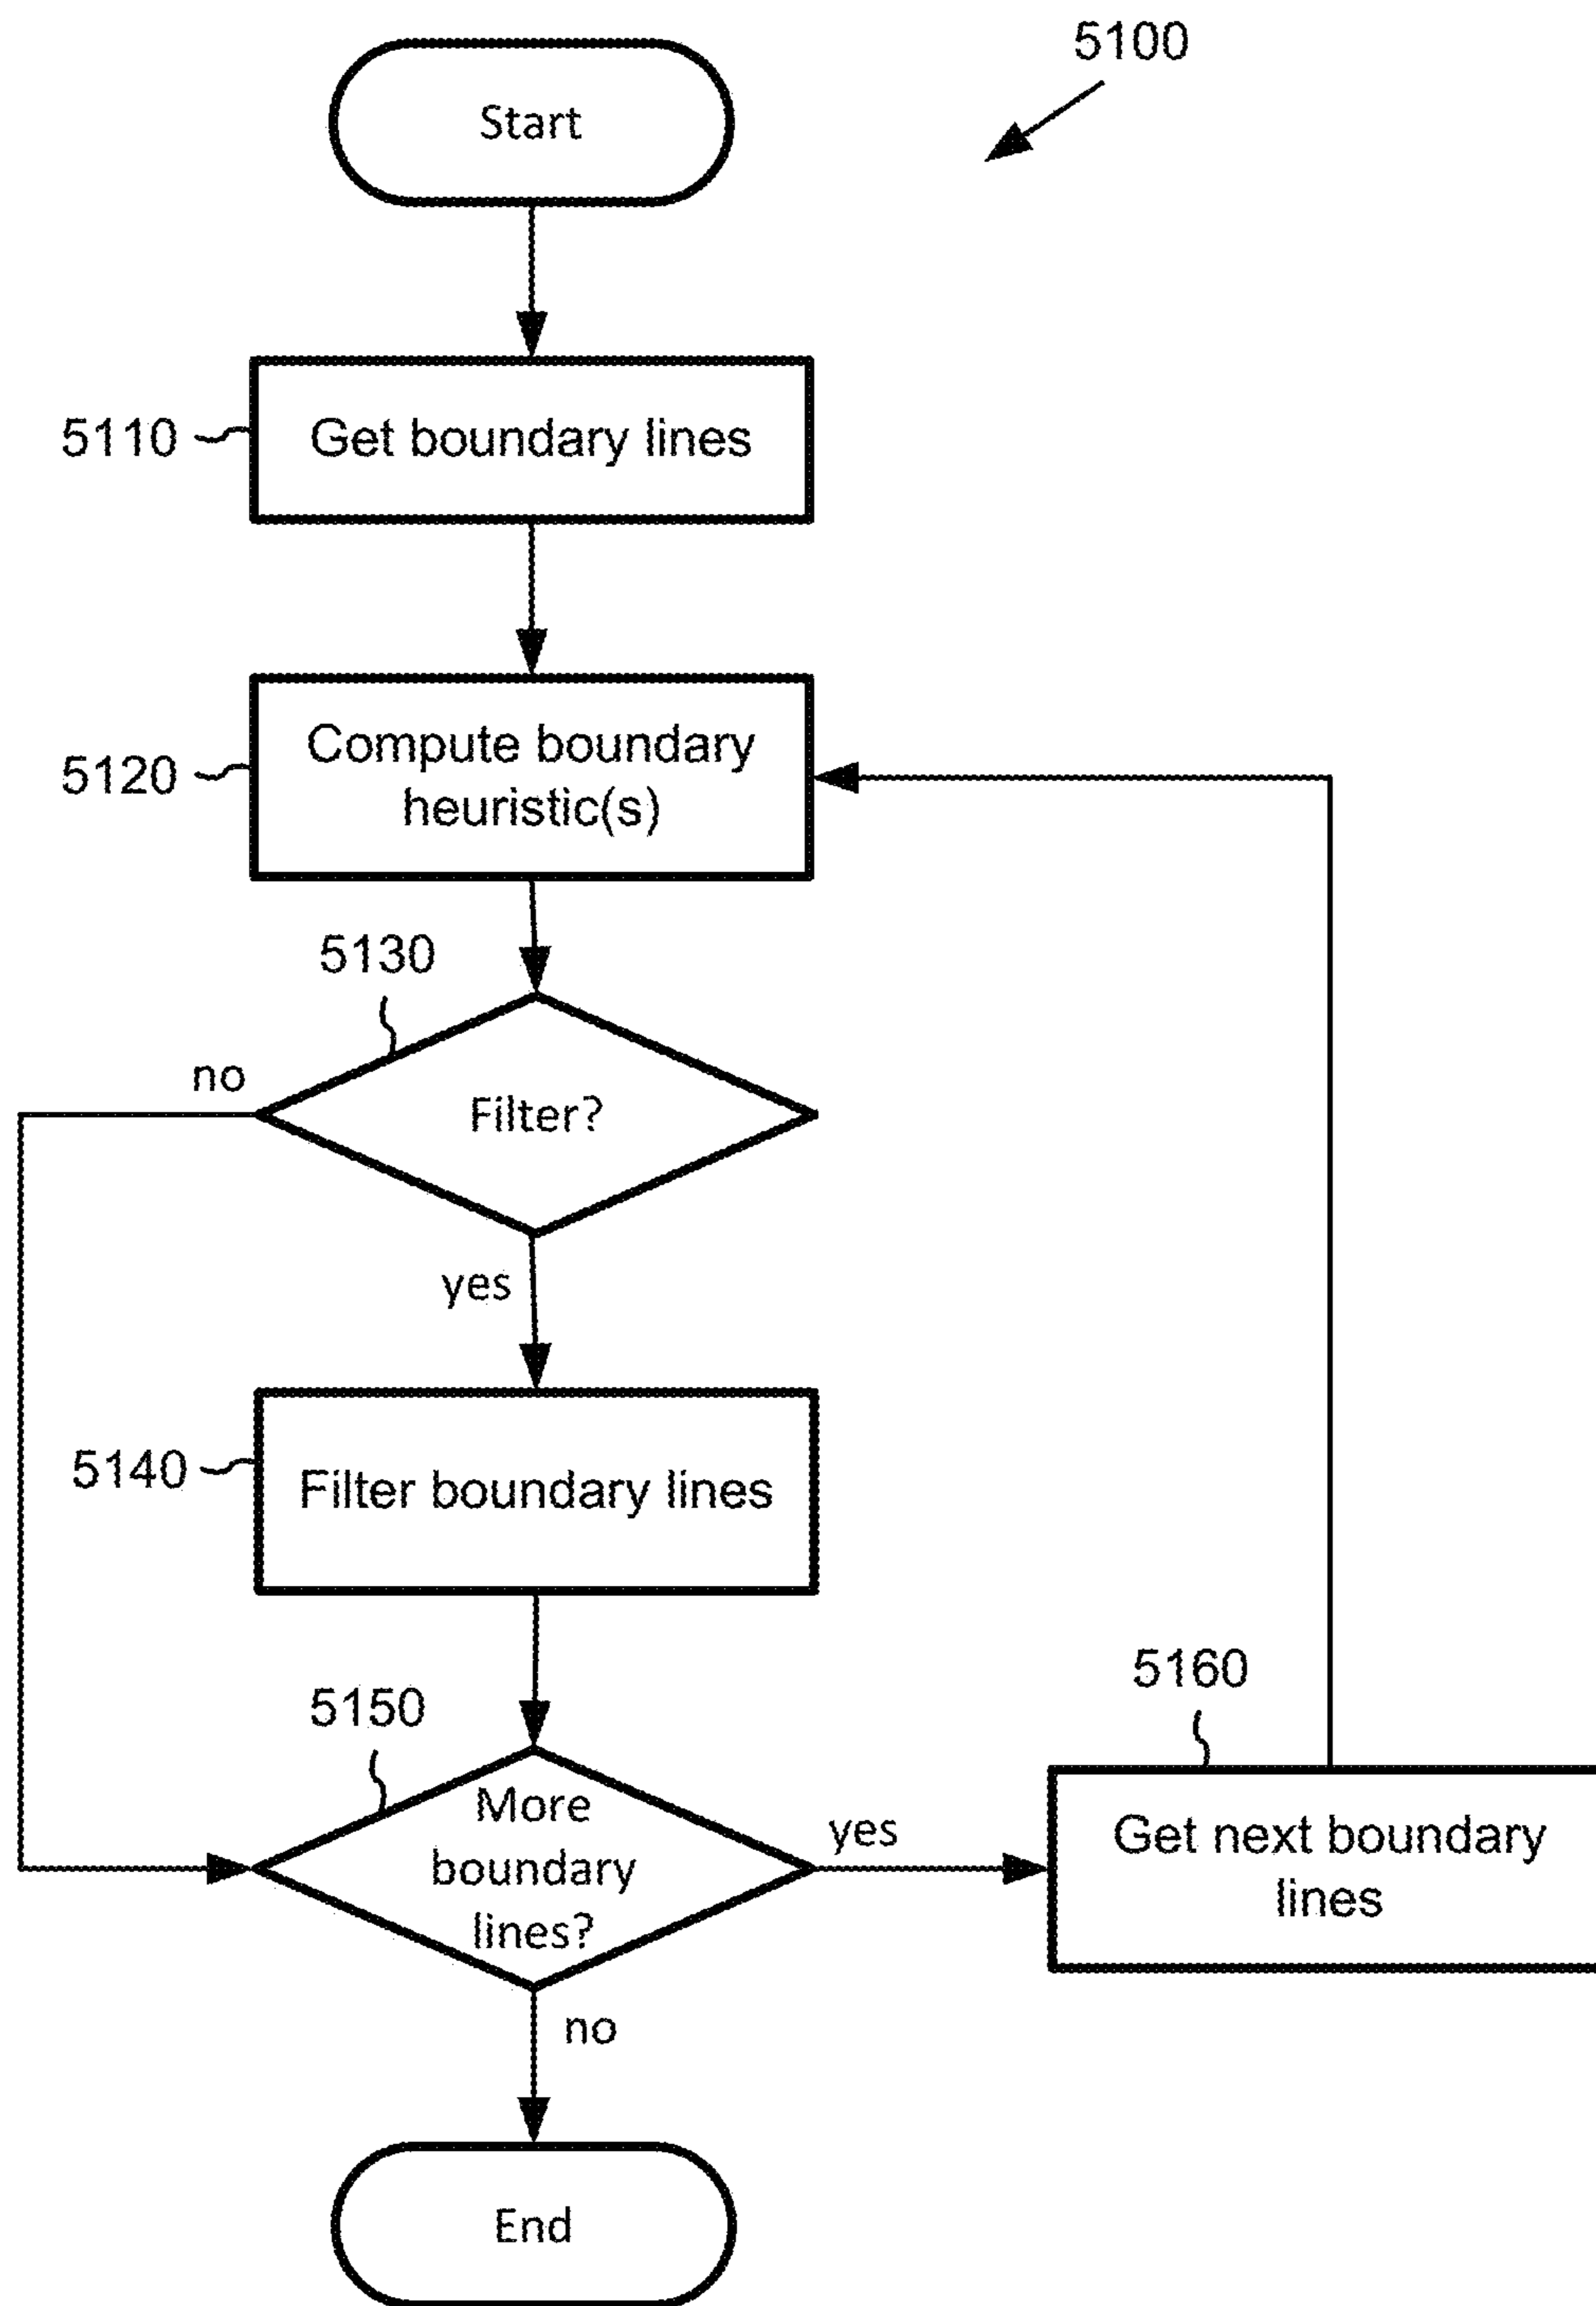 5100
Start
5110
Get boundary lines
5120
Compute boundary
heuristic(s)
5130
no
Filter?
yes
5140
Filter boundary lines
5150
More
boundary
lines?
yes
5160
Get next boundary
lines
no
End